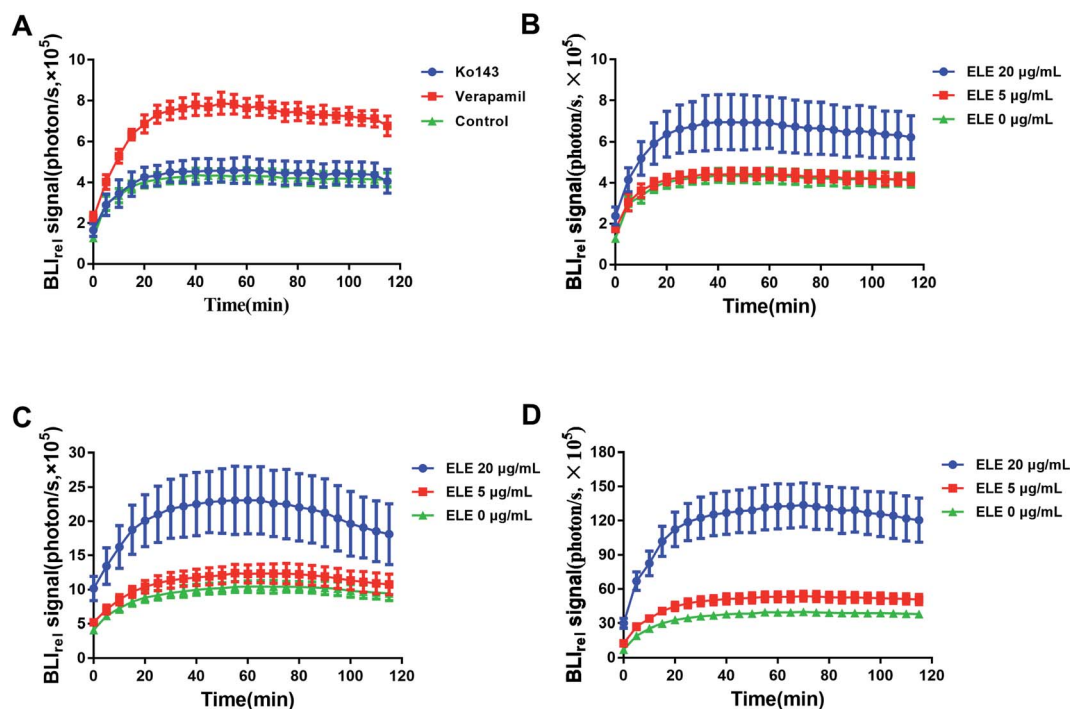 A
BLIrel signal(photon/s,×10⁵)
10
8
6
4
2
0
0 20 40 60 80 100 120
Time(min)
Ko143
Verapamil
Control
B
BLIrel signal(photon/s, × 10⁵)
10
8
6
4
2
0
0 20 40 60 80 100 120
Time(min)
ELE 20 μg/mL
ELE 5 μg/mL
ELE 0 μg/mL
C
BLIrel signal(photon/s,×10⁵)
30
25
20
15
10
5
0
0 20 40 60 80 100 120
Time(min)
ELE 20 μg/mL
ELE 5 μg/mL
ELE 0 μg/mL
D
BLIrel signal(photon/s, × 10⁵)
180
150
120
90
60
30
0
0 20 40 60 80 100 120
Time(min)
ELE 20 μg/mL
ELE 5 μg/mL
ELE 0 μg/mL